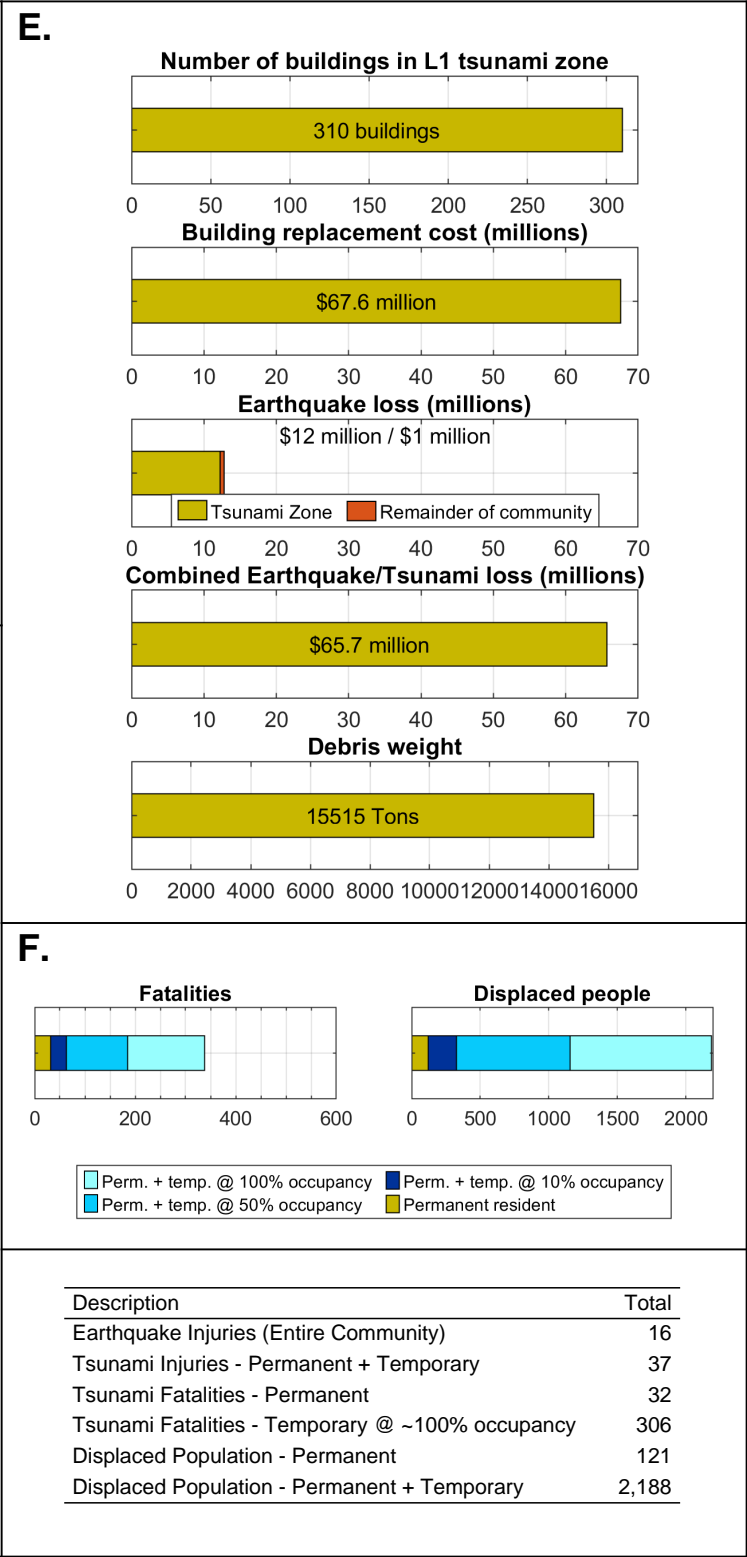 E.
Number of buildings in L1 tsunami zone
310 buildings
0 50 100 150 200 250 300
Building replacement cost (millions)
$67.6 million
0 10 20 30 40 50 60 70
Earthquake loss (millions)
$12 million / $1 million
Tsunami Zone Remainder of community
0 10 20 30 40 50 60 70
Combined Earthquake/Tsunami loss (millions)
$65.7 million
0 10 20 30 40 50 60 70
Debris weight
15515 Tons
0 2000 4000 6000 8000 10000 12000 14000 16000
F.
Fatalities Displaced people
0 200 400 600 0 500 1000 1500 2000
Perm. + temp. @ 100% occupancy Perm. + temp. @ 10% occupancy
Perm. + temp. @ 50% occupancy Permanent resident
Description Total
Earthquake Injuries (Entire Community) 16
Tsunami Injuries - Permanent + Temporary 37
Tsunami Fatalities - Permanent 32
Tsunami Fatalities - Temporary @ ~100% occupancy 306
Displaced Population - Permanent 121
Displaced Population - Permanent + Temporary 2,188